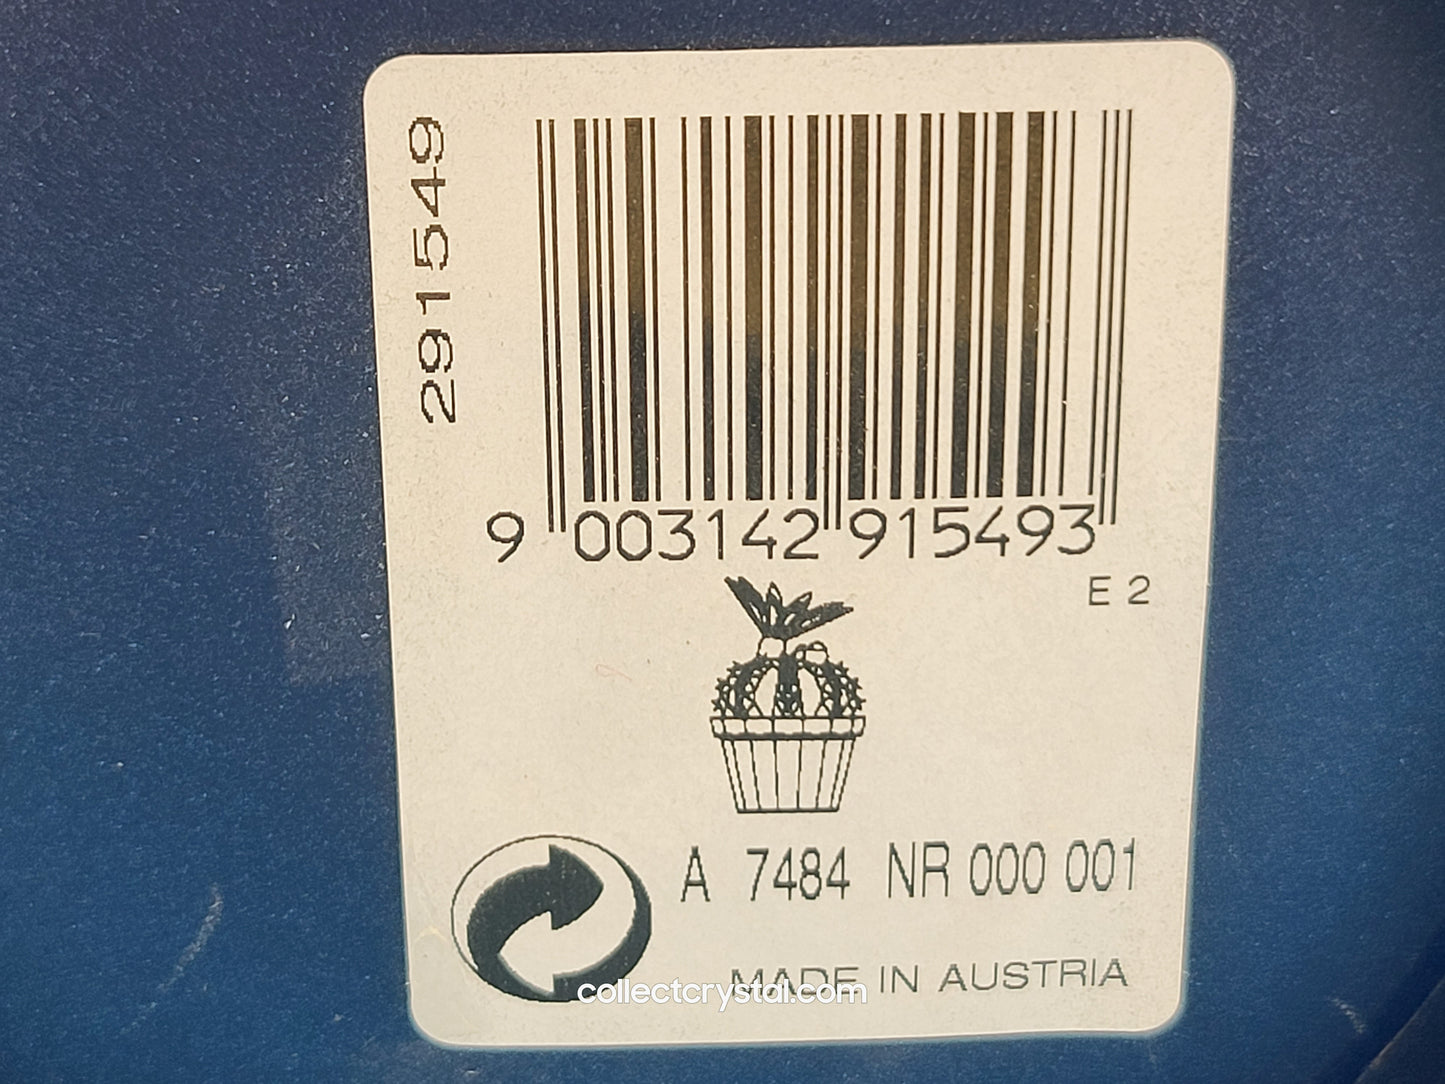 291549
9 003142 915493
E 2
A 7484 NR 000 001
MADE IN AUSTRIA
collectcrystal.com